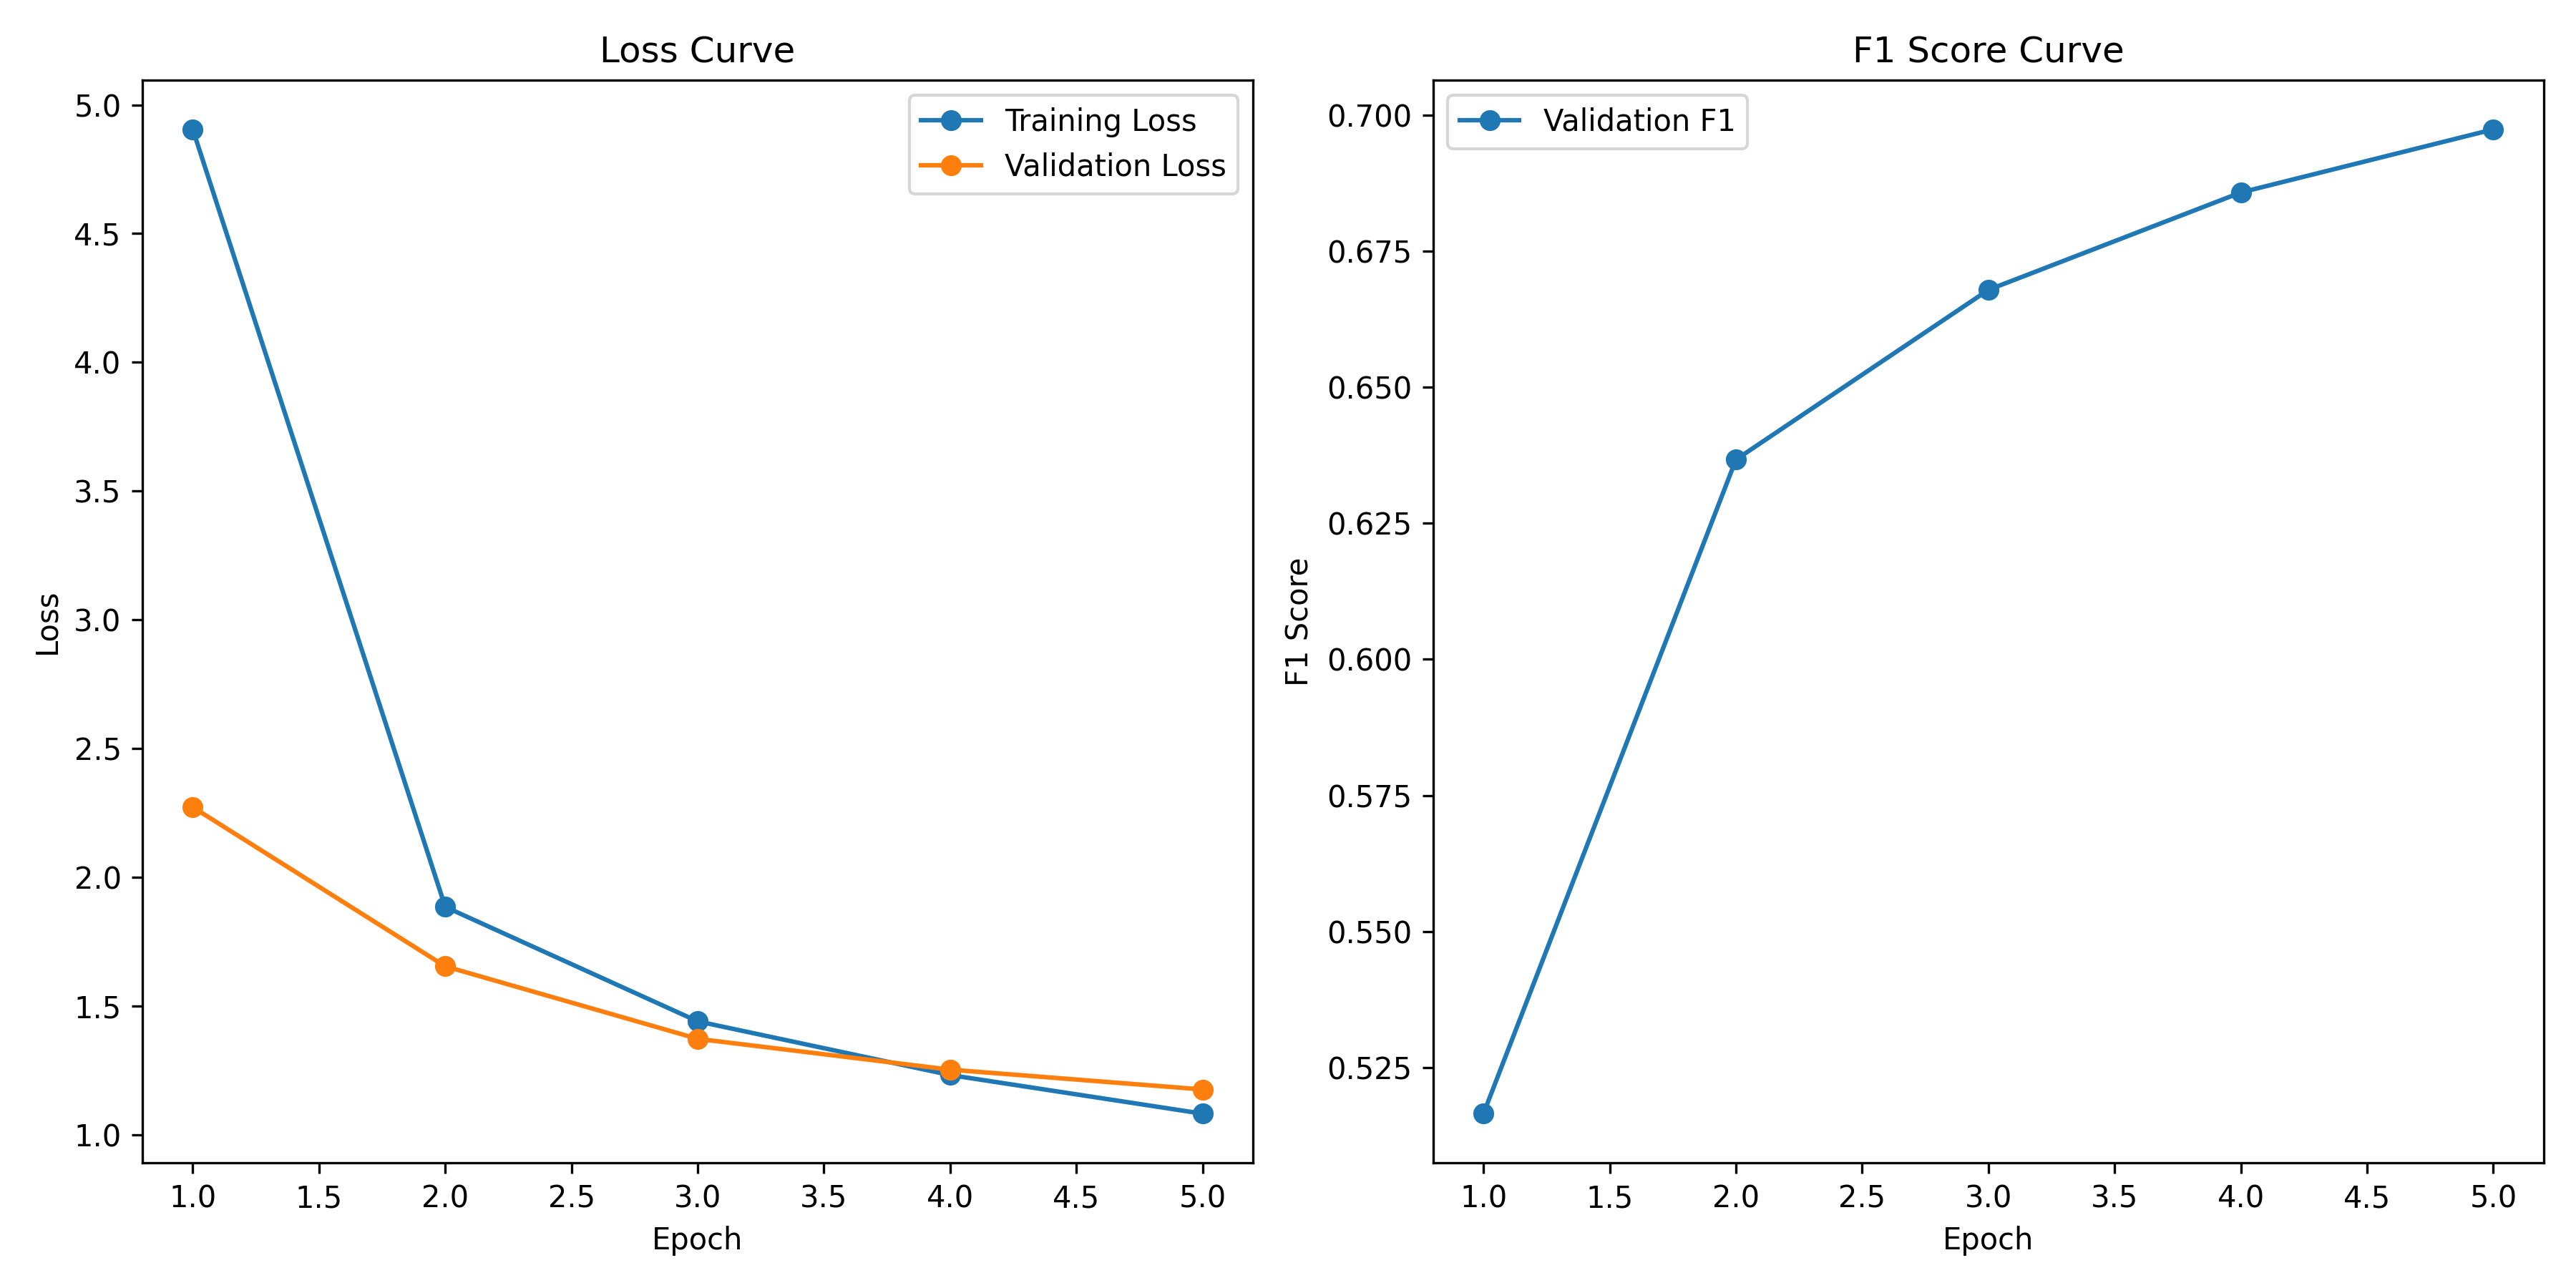 Loss Curve
5.0
4.5
4.0
3.5
3.0
2.5
2.0
1.5
1.0
Loss
Training Loss
Validation Loss
1.0 1.5 2.0 2.5 3.0 3.5 4.0 4.5 5.0
Epoch
F1 Score Curve
0.700
0.675
0.650
0.625
0.600
0.575
0.550
0.525
F1 Score
Validation F1
1.0 1.5 2.0 2.5 3.0 3.5 4.0 4.5 5.0
Epoch